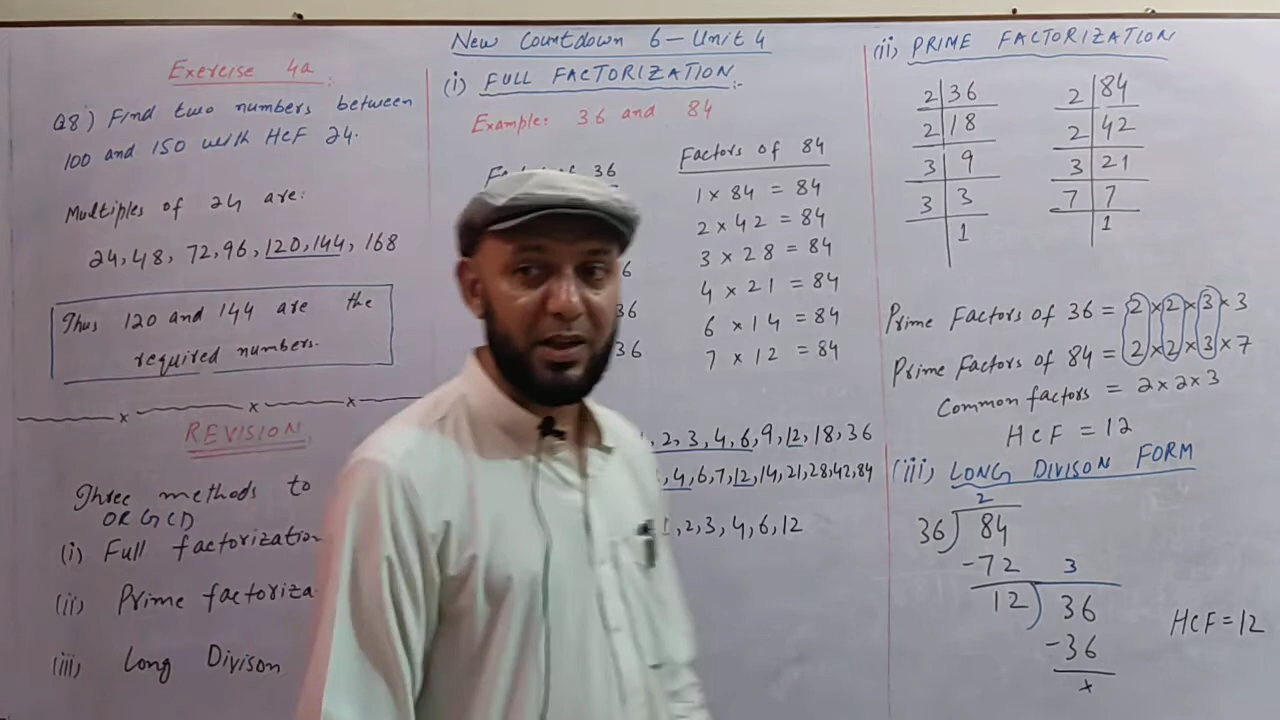 New Countdown 6 - Unit 4
Exercise 4a
Q8) Find two numbers between
100 and 150 with HCF 24.
Multiples of 24 are:
24, 48, 72, 96, 120, 144, 168
Thus 120 and 144 are the
required numbers.
REVISION
Three methods to
OR GCD
(i) Full factorization
(ii) Prime factoriza
(iii) Long Divison
(i) FULL FACTORIZATION:-
Example: 36 and 84
36
6
36
36
Factors of 84
1 x 84 = 84
2 x 42 = 84
3 x 28 = 84
4 x 21 = 84
6 x 14 = 84
7 x 12 = 84
, 2, 3, 4, 6, 9, 12, 18, 36
, 4, 6, 7, 12, 14, 21, 28, 42, 84
1, 2, 3, 4, 6, 12
(ii) PRIME FACTORIZATION
2 36
2 18
3 9
3 3
1
2 84
2 42
3 21
7 7
1
Prime Factors of 36 = 2 x 2 x 3 x 3
Prime Factors of 84 = 2 x 2 x 3 x 7
Common factors = 2 x 2 x 3
HCF = 12
(iii) LONG DIVISON FORM
2
36) 84
-72 3
12) 36
-36
x
HCF = 12